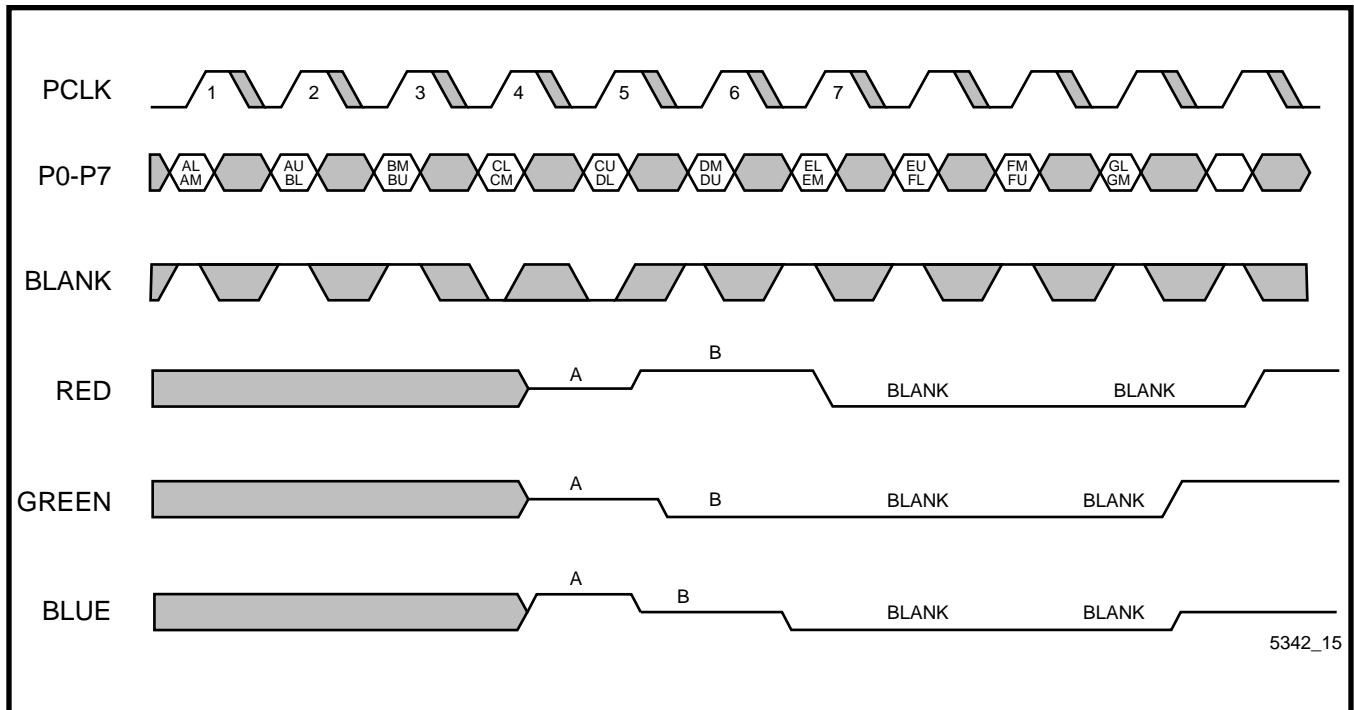 PCLK 1 2 3 4 5 6 7
P0-P7 AL AU BM CL CU DM EL EU FM GL
AM BL BU CM DL DU EM FL FU GM
BLANK
B
RED A BLANK BLANK
A
GREEN B BLANK BLANK
A
B
BLUE BLANK BLANK
5342_15